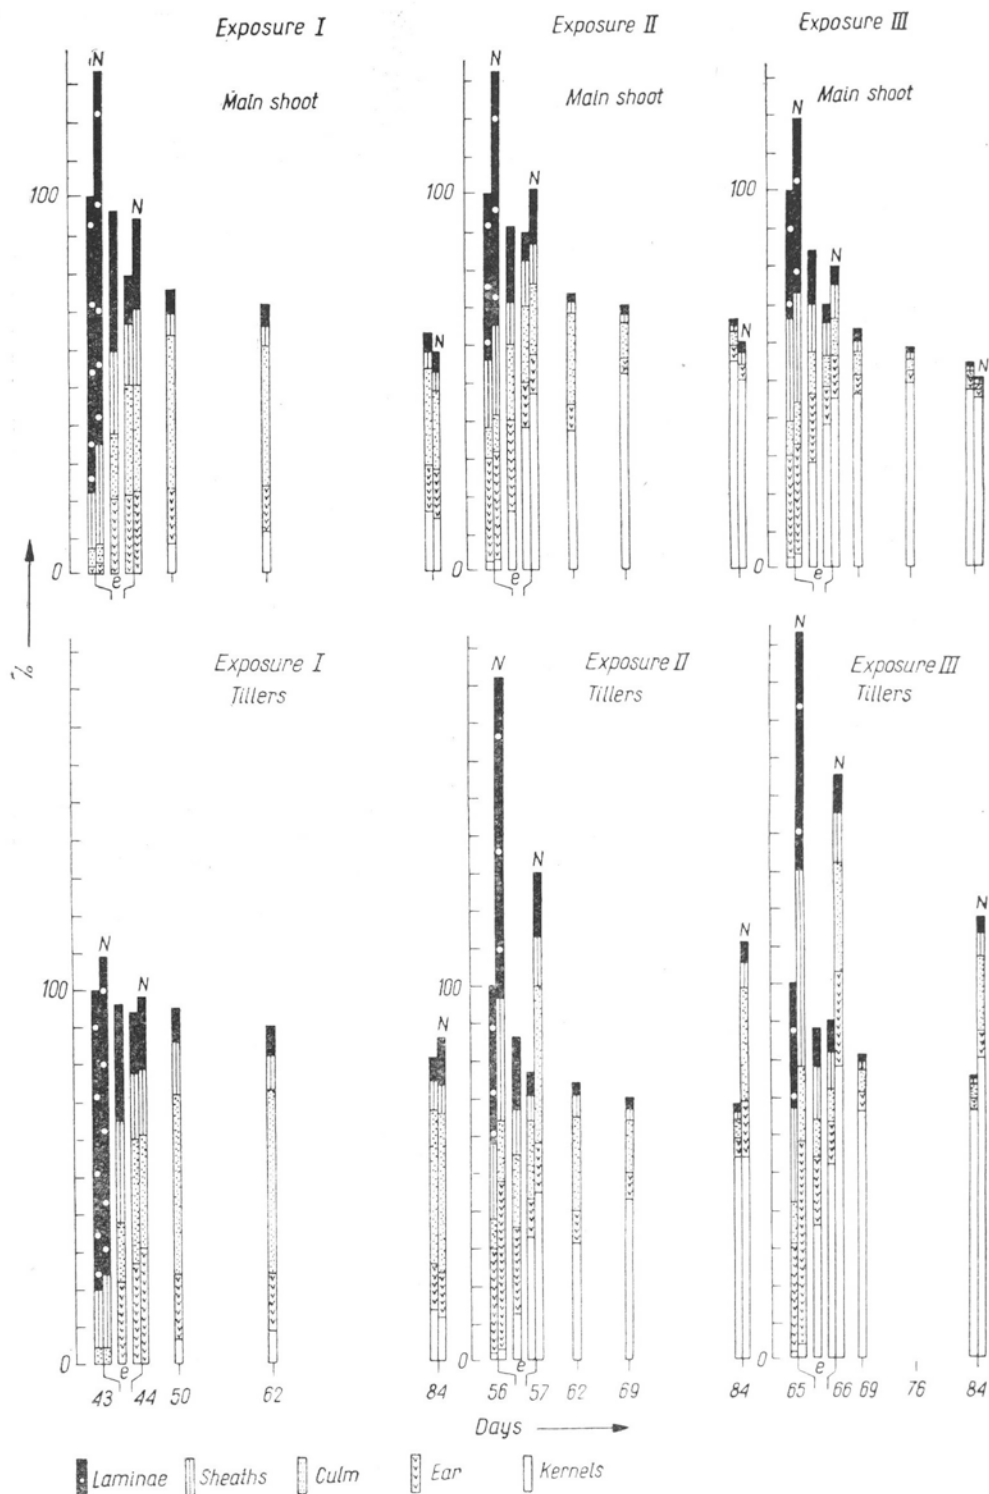 Exposure I
Exposure II
Exposure III
Main shoot
Main shoot
Main shoot
N
N
N
N
N
N
N
N
N
100
100
100
0
0
0
e
e
e
%
Exposure I
Tillers
Exposure II
Tillers
Exposure III
Tillers
N
N
N
N
N
N
N
N
N
100
100
100
0
0
0
e
e
e
43 44 50 62 84 56 57 62 69 84 65 66 69 76 84
Days
Laminae Sheaths Culm Ear Kernels